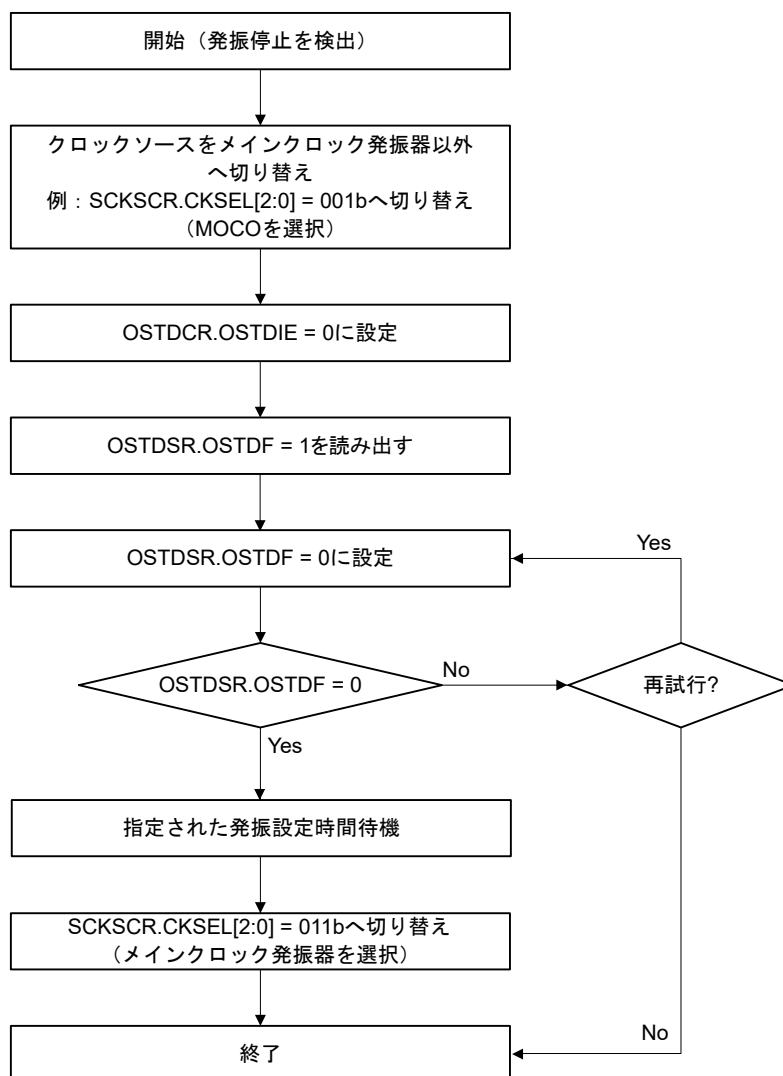 開始（発振停止を検出）
クロックソースをメインクロック発振器以外
へ切り替え
例：SCKSCR.CKSEL[2:0] = 001bへ切り替え
（MOCOを選択）
OSTDCR.OSTDIE = 0に設定
OSTDSR.OSTDF = 1を読み出す
OSTDSR.OSTDF = 0に設定
Yes
OSTDSR.OSTDF = 0
No
再試行?
Yes
指定された発振設定時間待機
SCKSCR.CKSEL[2:0] = 011bへ切り替え
（メインクロック発振器を選択）
No
終了